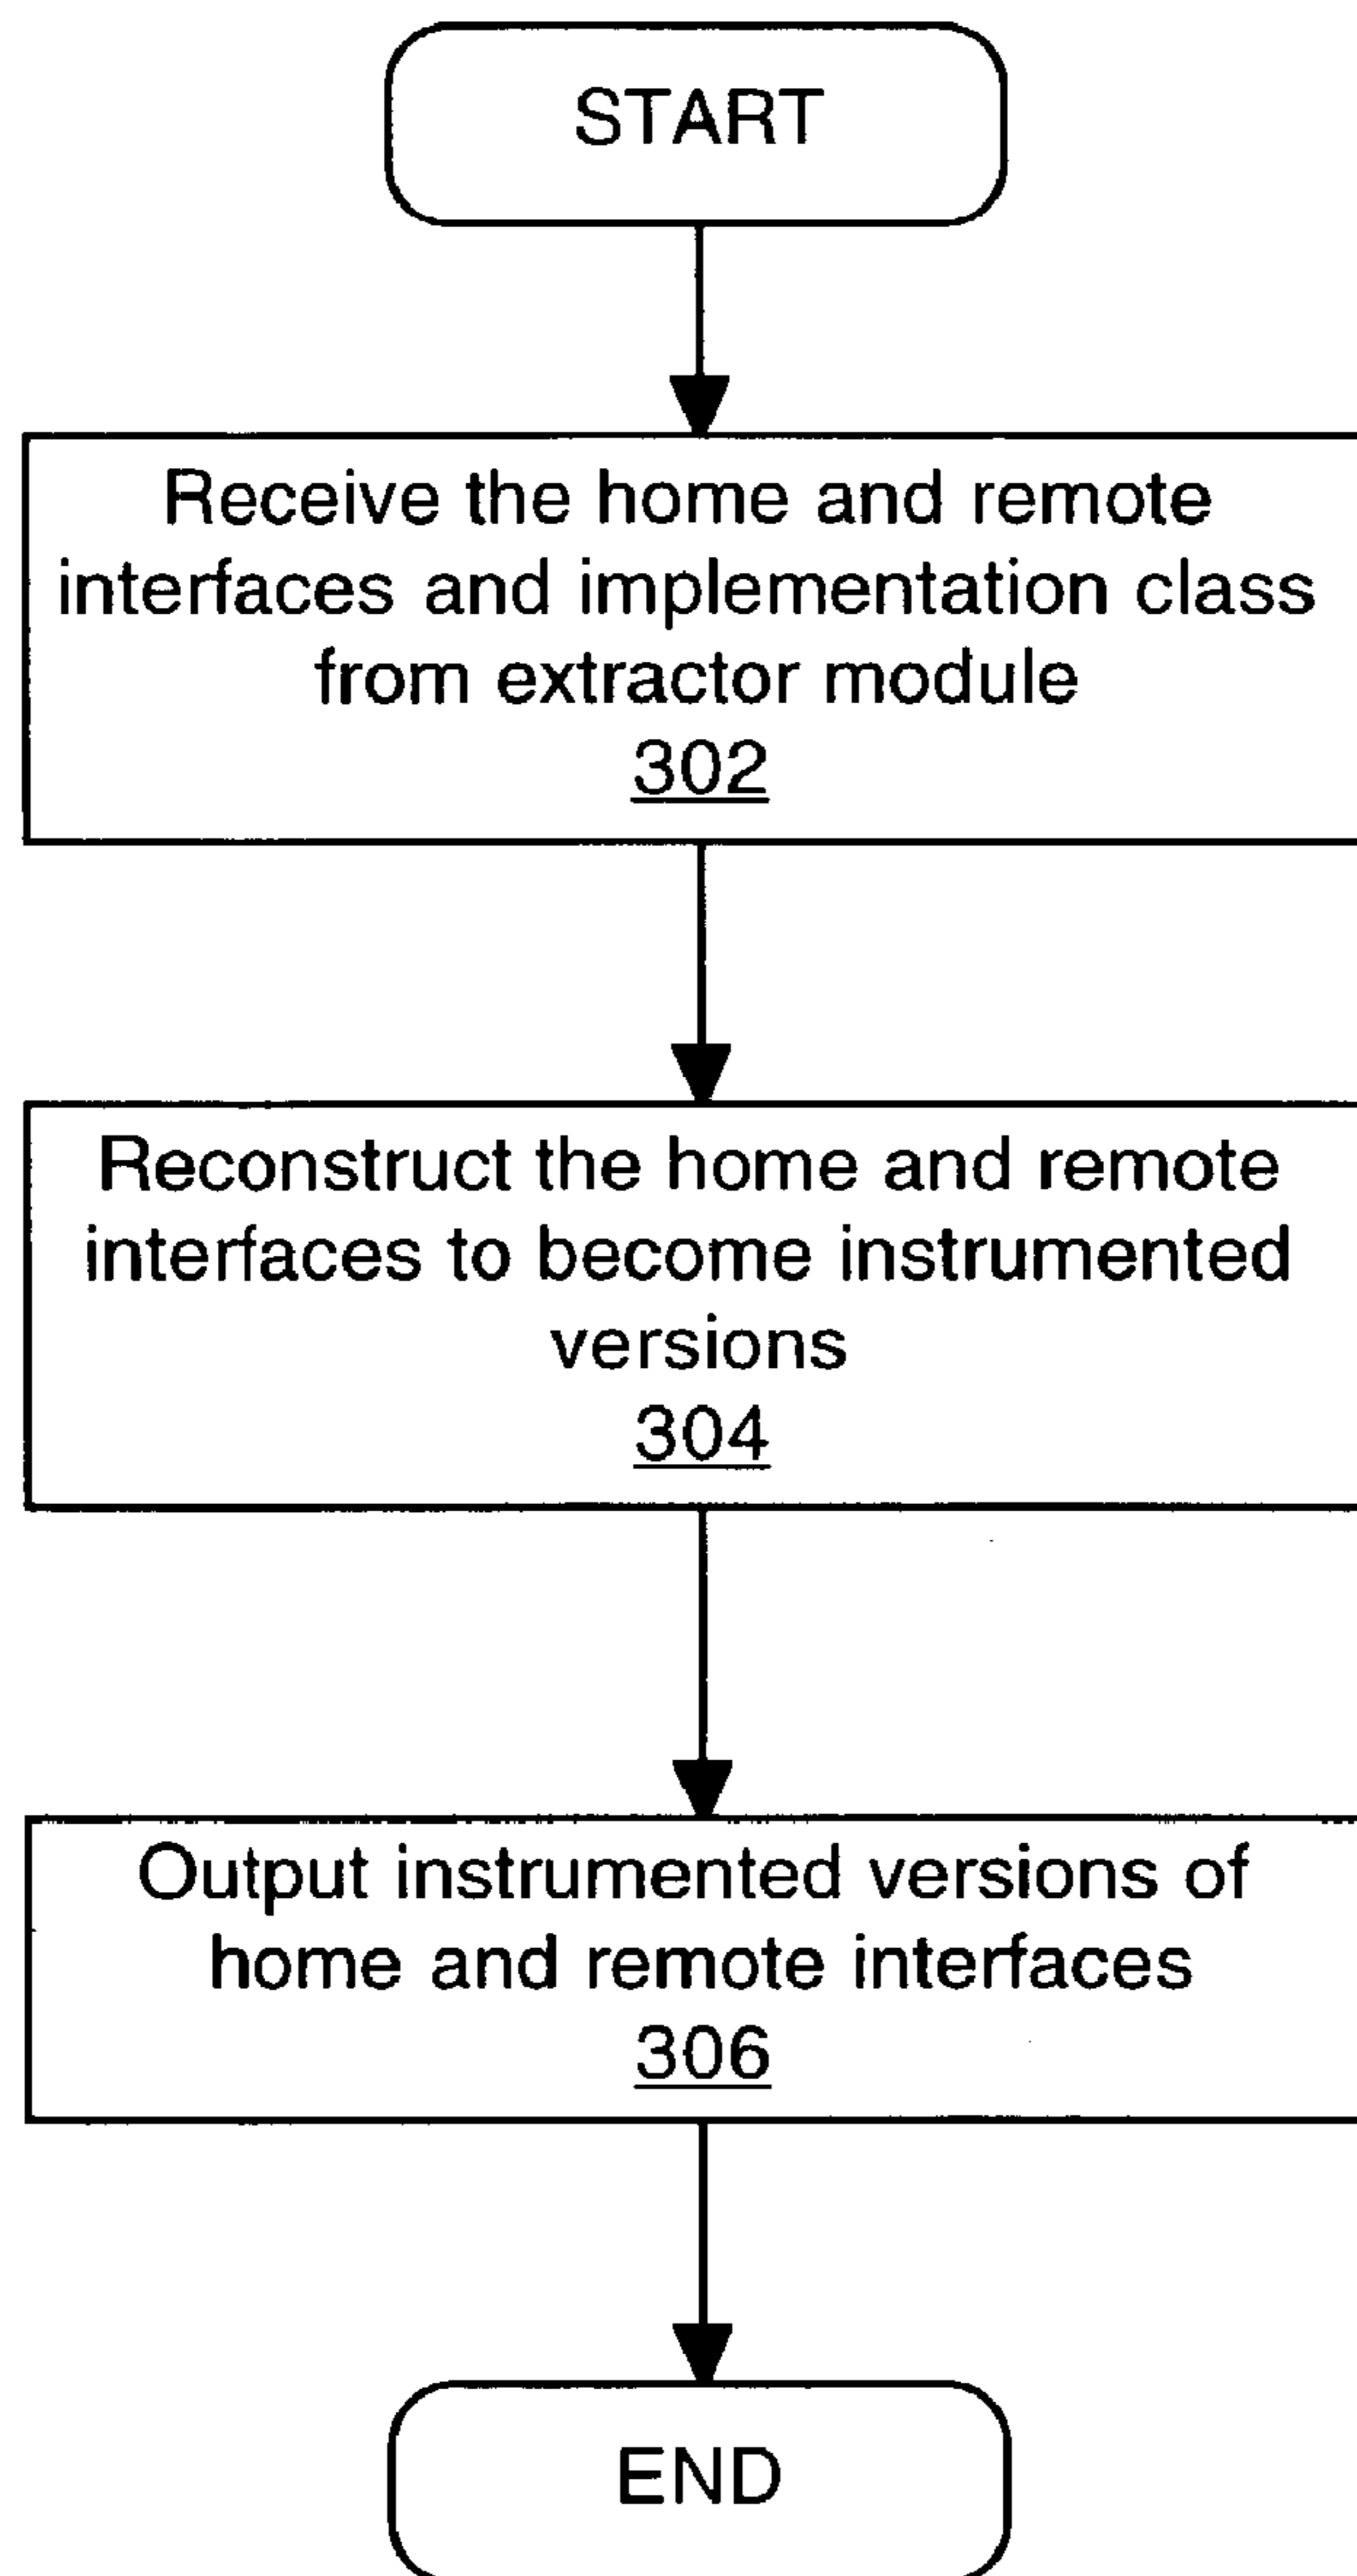 START
Receive the home and remote
interfaces and implementation class
from extractor module
302
Reconstruct the home and remote
interfaces to become instrumented
versions
304
Output instrumented versions of
home and remote interfaces
306
END